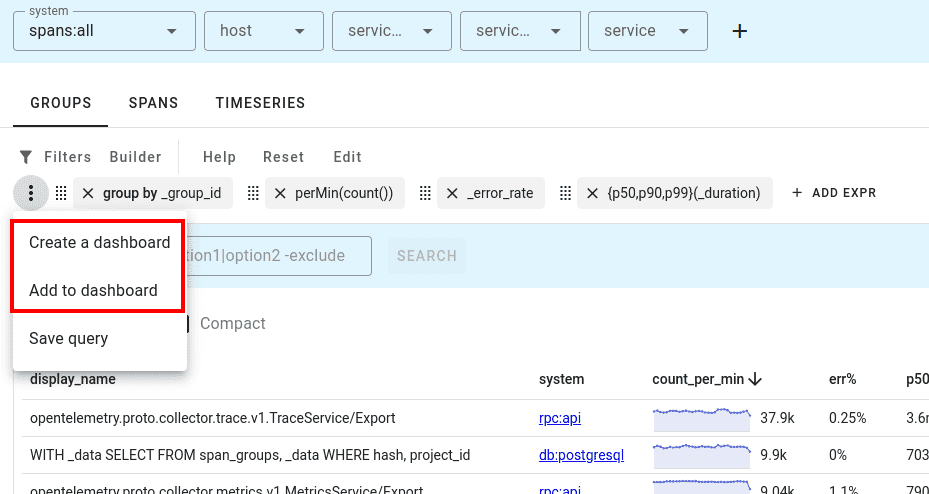 system
spans:all
host
servic...
servic...
service
GROUPS
SPANS
TIMESERIES
Filters
Builder
Help
Reset
Edit
group by _group_id
perMin(count())
_error_rate
{p50,p90,p99}(_duration)
+ ADD EXPR
Create a dashboard
tion1|option2 -exclude
SEARCH
Add to dashboard
Compact
Save query
display_name
system
count_per_min
err%
p50
opentelemetry.proto.collector.trace.v1.TraceService/Export
rpc:api
37.9k
0.25%
3.6m
WITH _data SELECT FROM span_groups, _data WHERE hash, project_id
db:postgresql
9.9k
0%
703
opentelemetry.proto.collector.metrics.v1.MetricsService/Export
rpc:api
9.04k
1.1%
790